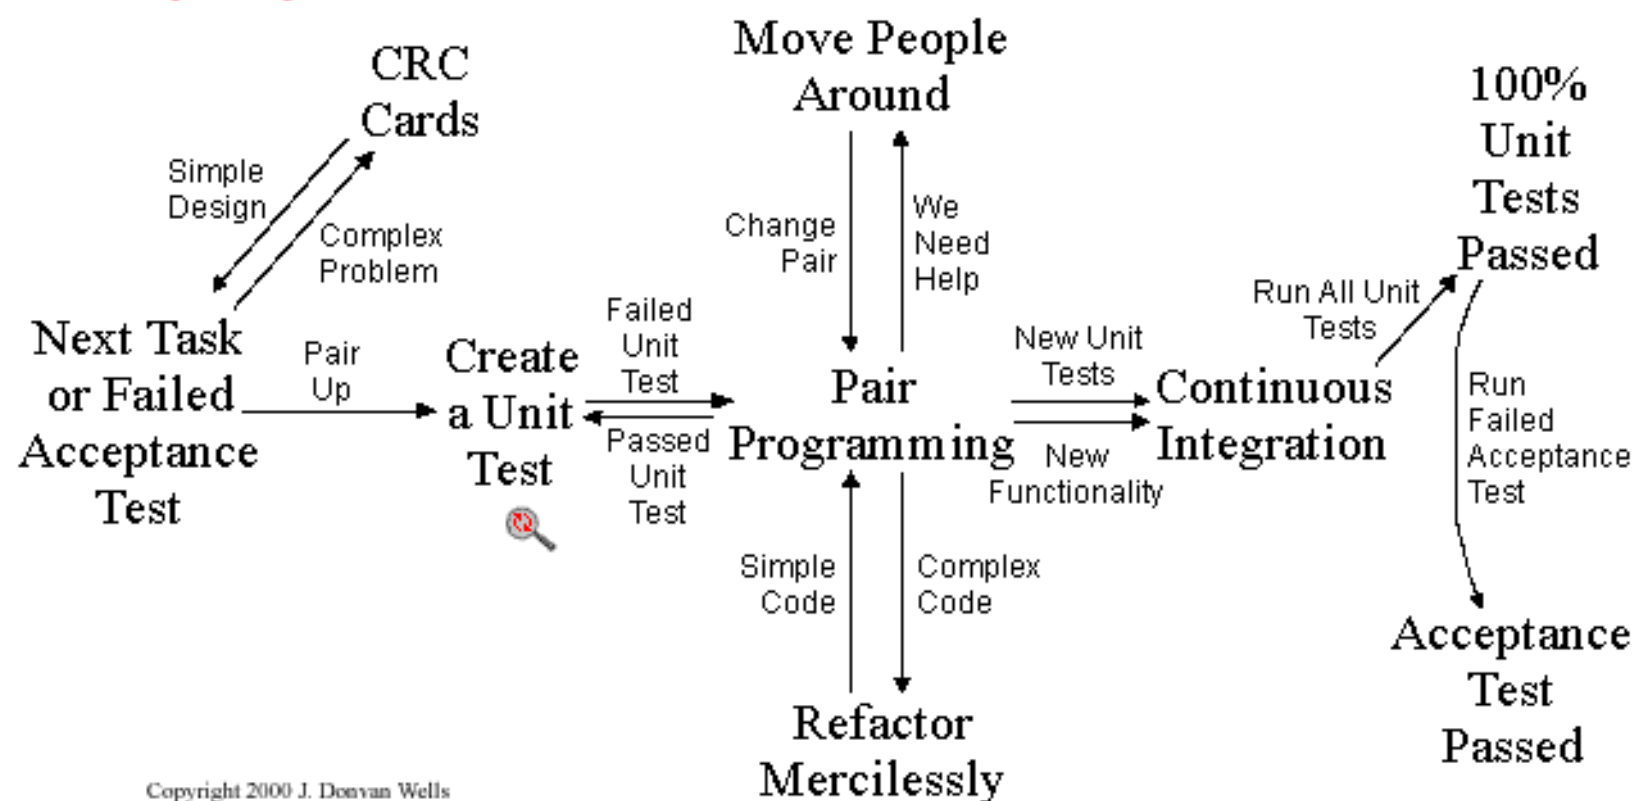 CRC
Cards
Simple
Design
Complex
Problem
Next Task
or Failed
Acceptance
Test
Pair
Up
Create
a Unit
Test
Failed
Unit
Test
Passed
Unit
Test
Move People
Around
Change
Pair
We
Need
Help
Pair
Programming
Simple
Code
Complex
Code
Refactor
Mercilessly
New Unit
Tests
New
Functionality
Continuous
Integration
Run All Unit
Tests
100%
Unit
Tests
Passed
Run
Failed
Acceptance
Test
Acceptance
Test
Passed
Copyright 2000 J. Donvan Wells